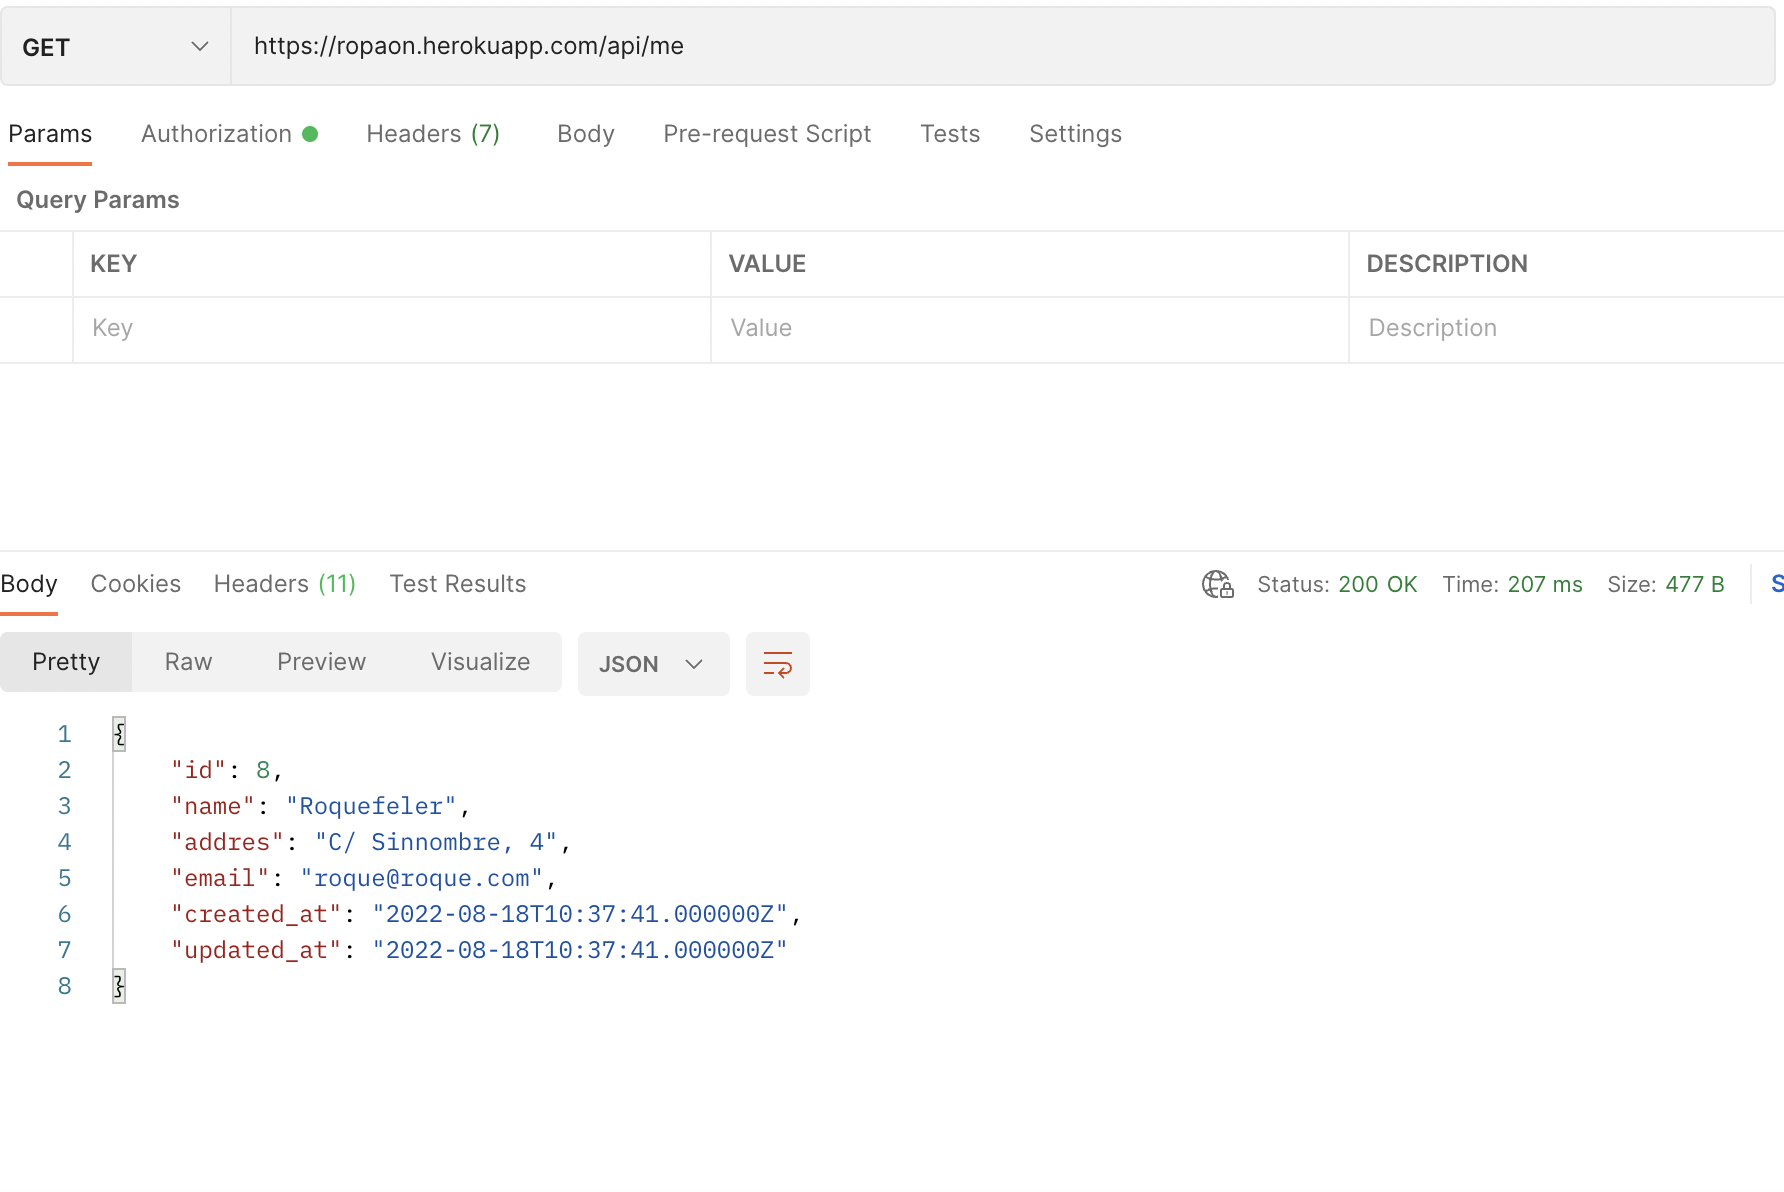 GET https://ropaon.herokuapp.com/api/me
Params Authorization Headers (7) Body Pre-request Script Tests Settings
Query Params
KEY VALUE DESCRIPTION
Key Value Description
Body Cookies Headers (11) Test Results Status: 200 OK Time: 207 ms Size: 477 B S
Pretty Raw Preview Visualize JSON
1 {
2 "id": 8,
3 "name": "Roquefeler",
4 "addres": "C/ Sinnombre, 4",
5 "email": "roque@roque.com",
6 "created_at": "2022-08-18T10:37:41.000000Z",
7 "updated_at": "2022-08-18T10:37:41.000000Z"
8 }